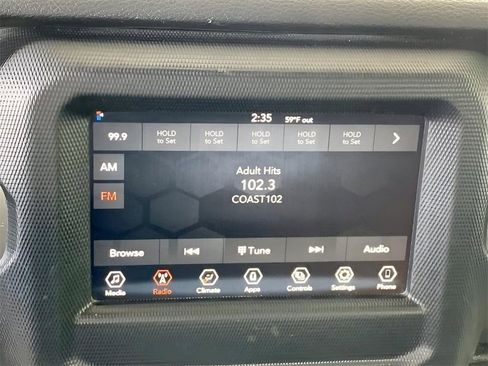 2:35 59°F out
99.9 HOLD to Set HOLD to Set HOLD to Set HOLD to Set HOLD to Set
AM
FM
Adult Hits
102.3
COAST102
Browse Tune Audio
Media Radio Climate Apps Controls Settings Phone